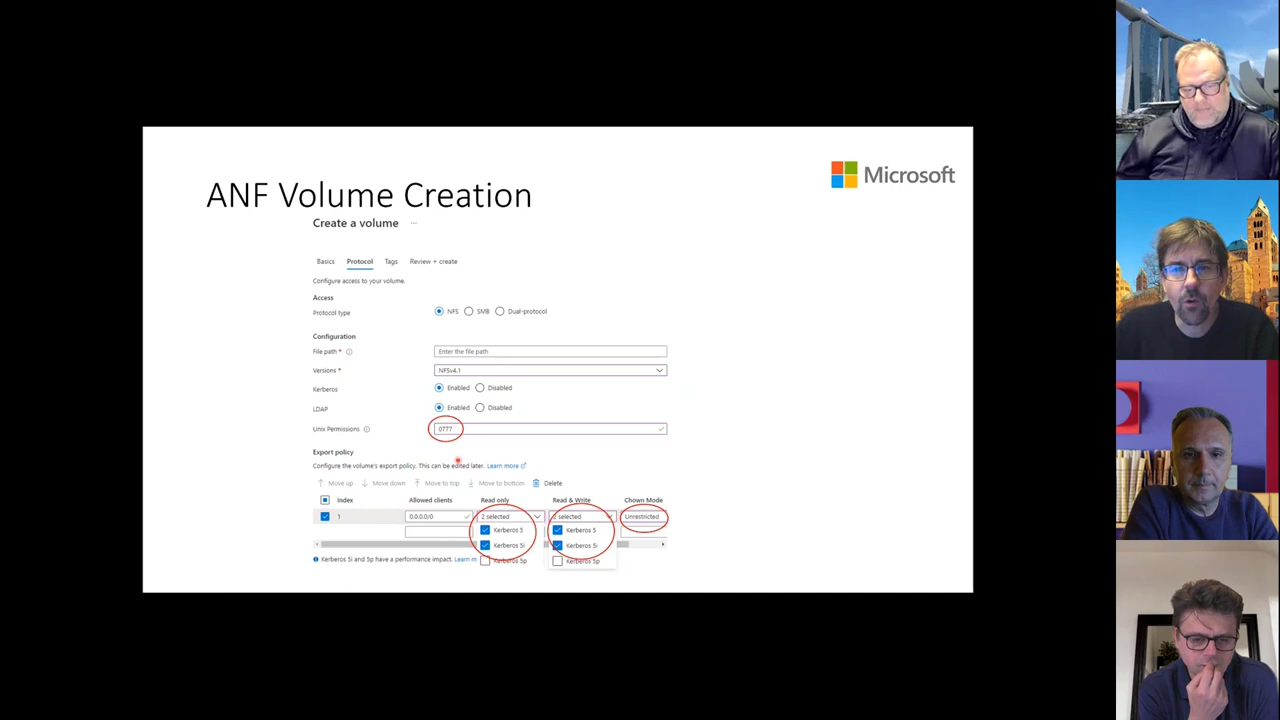 ANF Volume Creation
Microsoft
Create a volume ...
Basics Protocol Tags Review + create
Configure access to your volume.
Access
Protocol type NFS SMB Dual-protocol
Configuration
File path * Enter the file path
Versions * NFSv4.1
Kerberos Enabled Disabled
LDAP Enabled Disabled
Unix Permissions 0777
Export policy
Configure the volume's export policy. This can be edited later. Learn more
Move up Move down Move to top Move to bottom Delete
Index Allowed clients Read only Read & Write Chown Mode
1 0.0.0.0/0 2 selected 2 selected Unrestricted
Kerberos 5 Kerberos 5
Kerberos 5i Kerberos 5i
Kerberos 5i and 5p have a performance impact. Learn m Kerberos 5p Kerberos 5p